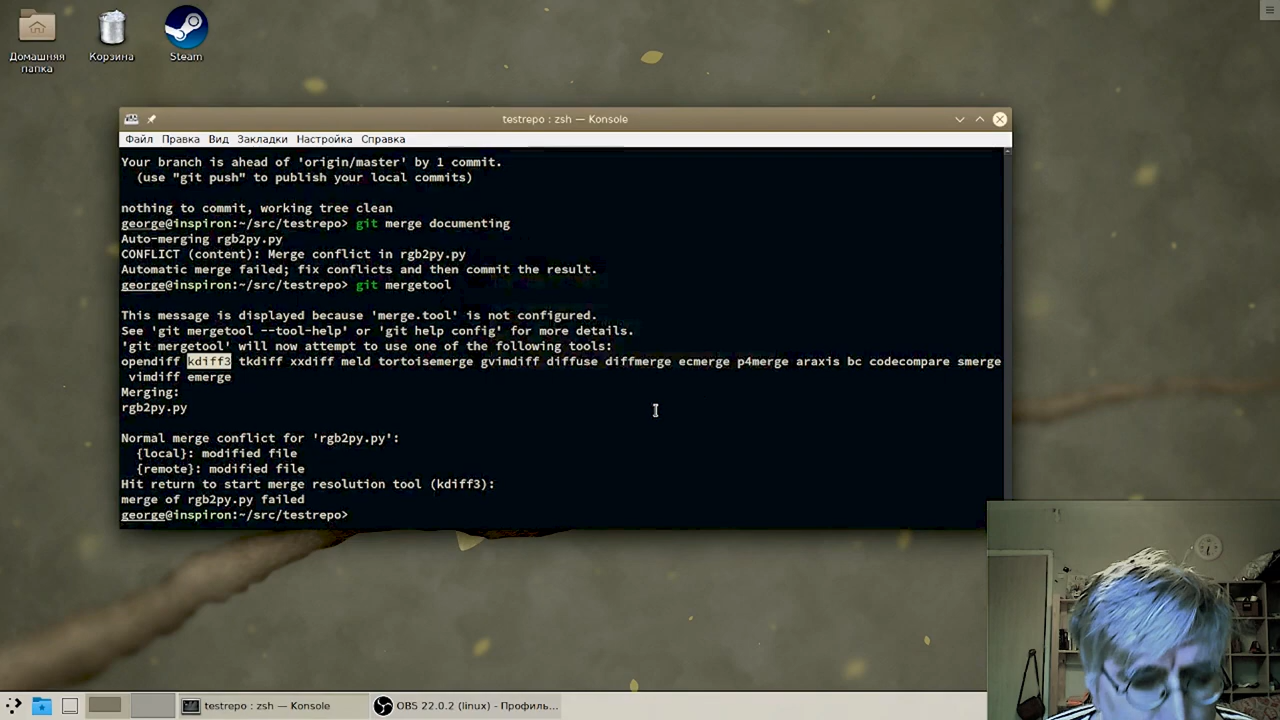 Домашняя
папка
Корзина
Steam
testrepo : zsh — Konsole
Файл Правка Вид Закладки Настройка Справка
Your branch is ahead of 'origin/master' by 1 commit.
(use "git push" to publish your local commits)
nothing to commit, working tree clean
george@inspiron:~/src/testrepo> git merge documenting
Auto-merging rgb2py.py
CONFLICT (content): Merge conflict in rgb2py.py
Automatic merge failed; fix conflicts and then commit the result.
george@inspiron:~/src/testrepo> git mergetool
This message is displayed because 'merge.tool' is not configured.
See 'git mergetool --tool-help' or 'git help config' for more details.
'git mergetool' will now attempt to use one of the following tools:
opendiff kdiff3 tkdiff xxdiff meld tortoisemerge gvimdiff diffuse diffmerge ecmerge p4merge araxis bc codecompare smerge
vimdiff emerge
Merging:
rgb2py.py
Normal merge conflict for 'rgb2py.py':
{local}: modified file
{remote}: modified file
Hit return to start merge resolution tool (kdiff3):
merge of rgb2py.py failed
george@inspiron:~/src/testrepo>
testrepo : zsh — Konsole
OBS 22.0.2 (linux) - Профиль...